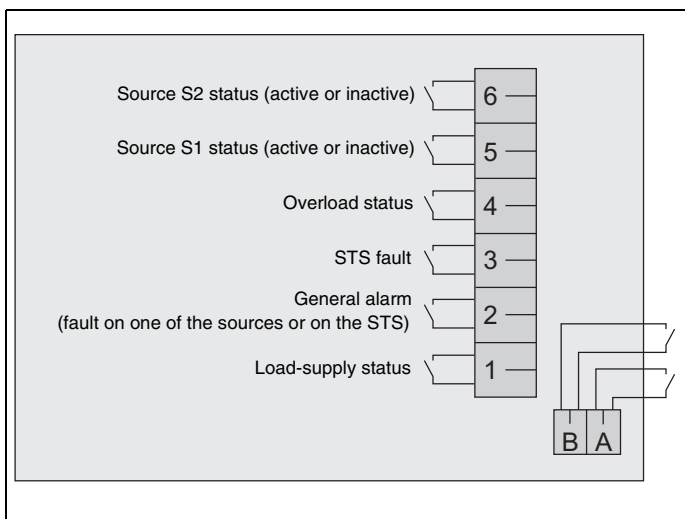 Source S2 status (active or inactive) 6
Source S1 status (active or inactive) 5
Overload status 4
STS fault 3
General alarm
(fault on one of the sources or on the STS) 2
Load-supply status 1
B A